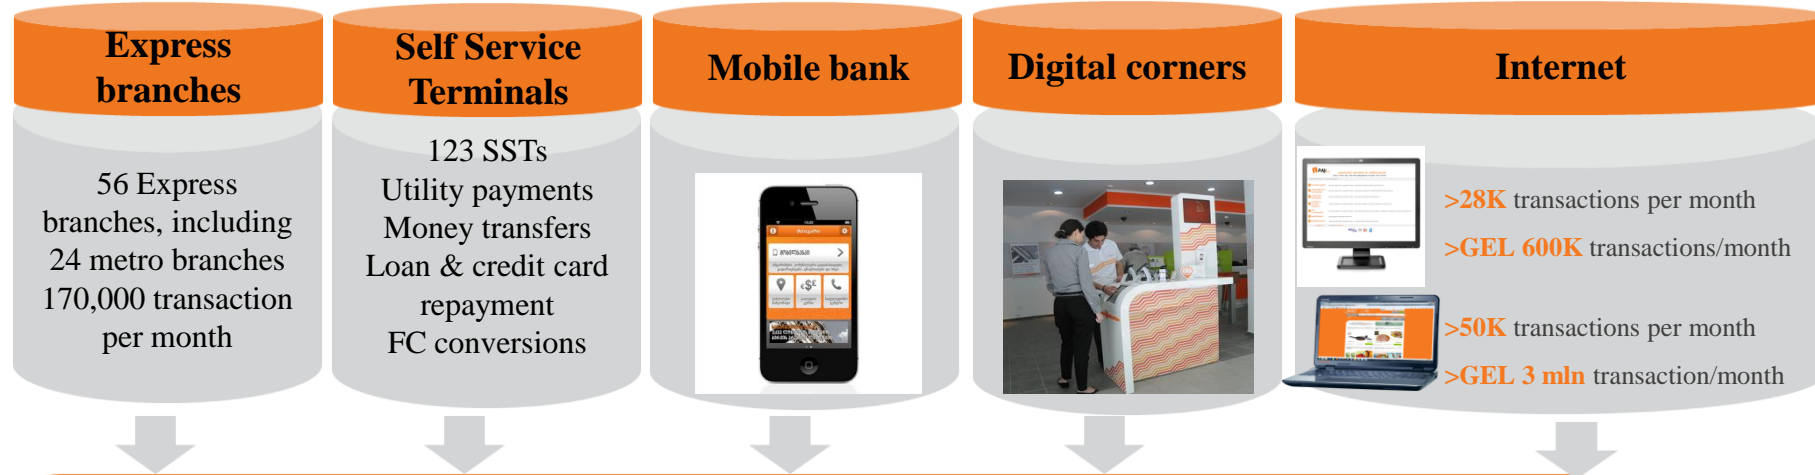 Express
branches
56 Express
branches, including
24 metro branches
170,000 transaction
per month
Self Service
Terminals
123 SSTs
Utility payments
Money transfers
Loan & credit card
repayment
FC conversions
Mobile bank
მობილბანკი
Digital corners
Internet
>28K transactions per month
>GEL 600K transactions/month
>50K transactions per month
>GEL 3 mln transaction/month